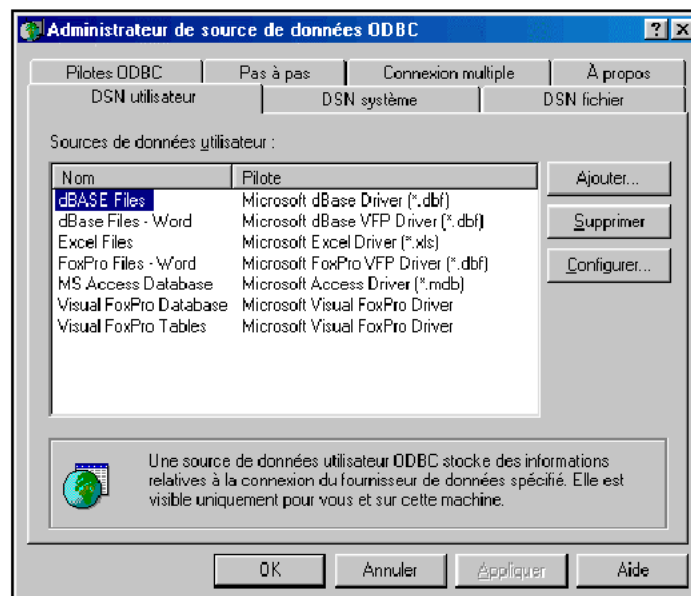 Administrateur de source de données ODBC
Pilotes ODBC Pas à pas Connexion multiple À propos
DSN utilisateur DSN système DSN fichier
Sources de données utilisateur :
Nom Pilote
dBASE Files Microsoft dBase Driver (*.dbf)
dBase Files - Word Microsoft dBase VFP Driver (*.dbf)
Excel Files Microsoft Excel Driver (*.xls)
FoxPro Files - Word Microsoft FoxPro VFP Driver (*.dbf)
MS Access Database Microsoft Access Driver (*.mdb)
Visual FoxPro Database Microsoft Visual FoxPro Driver
Visual FoxPro Tables Microsoft Visual FoxPro Driver
Ajouter...
Supprimer
Configurer...
Une source de données utilisateur ODBC stocke des informations
relatives à la connexion du fournisseur de données spécifié. Elle est
visible uniquement pour vous et sur cette machine.
OK Annuler Appliquer Aide